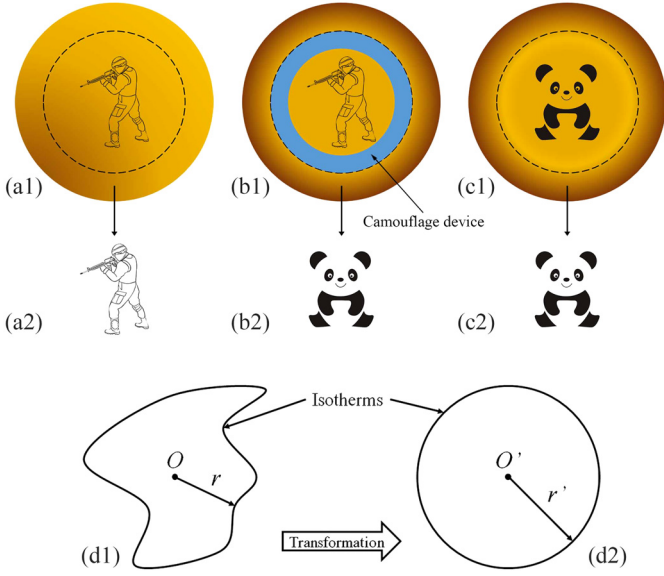 (a1)
(b1)
(c1)
Camouflage device
(a2)
(b2)
(c2)
Isotherms
O
r
O’
r’
(d1)
Transformation
(d2)